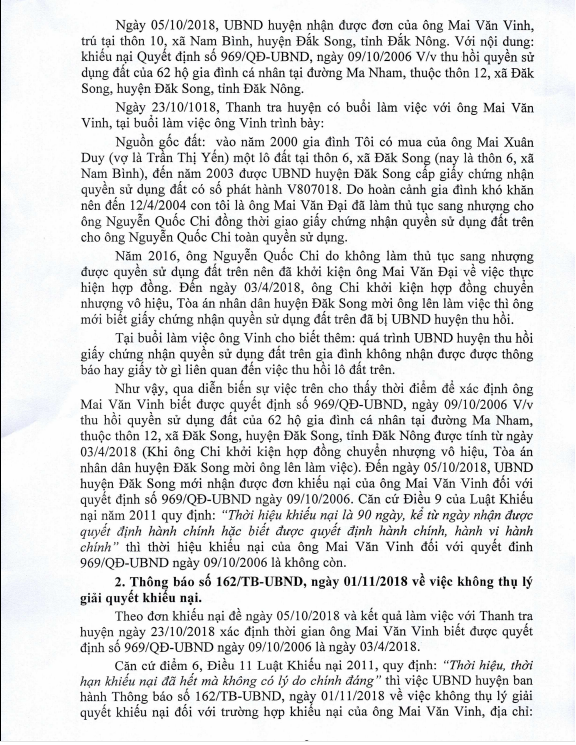 Ngày 05/10/2018, UBND huyện nhận được đơn của ông Mai Văn Vinh,
trú tại thôn 10, xã Nam Bình, huyện Đăk Song, tỉnh Đắk Nông. Với nội dung:
khiếu nại Quyết định số 969/QĐ-UBND, ngày 09/10/2006 V/v thu hồi quyền sử
dụng đất của 62 hộ gia đình cá nhân tại đường Ma Nham, thuộc thôn 12, xã Đăk
Song, huyện Đăk Song, tỉnh Đăk Nông.
Ngày 23/10/1018, Thanh tra huyện có buổi làm việc với ông Mai Văn
Vinh, tại buổi làm việc ông Vinh trình bày:
Nguồn gốc đất: vào năm 2000 gia đình Tôi có mua của ông Mai Xuân
Duy (vợ là Trần Thị Yến) một lô đất tại thôn 6, xã Đăk Song (nay là thôn 6, xã
Nam Bình), đến năm 2003 được UBND huyện Đăk Song cấp giấy chứng nhận
quyền sử dụng đất có số phát hành V807018. Do hoàn cảnh gia đình khó khăn
nên đến 12/4/2004 con tôi là ông Mai Văn Đại đã làm thủ tục sang nhượng cho
ông Nguyễn Quốc Chi đồng thời giao giấy chứng nhận quyền sử dụng đất trên
cho ông Nguyễn Quốc Chi toàn quyền sử dụng.
Năm 2016, ông Nguyễn Quốc Chi do không làm thủ tục sang nhượng
được quyền sử dụng đất trên nên đã khởi kiện ông Mai Văn Đại về việc thực
hiện hợp đồng. Đến ngày 03/4/2018, ông Chi khởi kiện hợp đồng chuyển
nhượng vô hiệu, Tòa án nhân dân huyện Đăk Song mời ông lên làm việc thì ông
mới biết giấy chứng nhận quyền sử dụng đất trên đã bị UBND huyện thu hồi.
Tại buổi làm việc ông Vinh cho biết thêm: quá trình UBND huyện thu hồi
giấy chứng nhận quyền sử dụng đất trên gia đình không nhận được được thông
báo hay giấy tờ gì liên quan đến việc thu hồi lô đất trên.
Như vậy, qua diễn biến sự việc trên cho thấy thời điểm để xác định ông
Mai Văn Vinh biết được quyết định số 969/QĐ-UBND, ngày 09/10/2006 V/v
thu hồi quyền sử dụng đất của 62 hộ gia đình cá nhân tại đường Ma Nham,
thuộc thôn 12, xã Đăk Song, huyện Đăk Song, tỉnh Đăk Nông được tính từ ngày
03/4/2018 (Khi ông Chi khởi kiện hợp đồng chuyển nhượng vô hiệu, Tòa án
nhân dân huyện Đăk Song mời ông lên làm việc). Đến ngày 05/10/2018, UBND
huyện Đăk Song mới nhận được đơn khiếu nại của ông Mai Văn Vinh đối với
quyết định số 969/QĐ-UBND ngày 09/10/2006. Căn cứ Điều 9 của Luật Khiếu
nại năm 2011 quy định: “Thời hiệu khiếu nại là 90 ngày, kể từ ngày nhận được
quyết định hành chính hặc biết được quyết định hành chính, hành vi hành
chính” thì thời hiệu khiếu nại của ông Mai Văn Vinh đối với quyết đinh
969/QĐ-UBND ngày 09/10/2006 là không còn.
2. Thông báo số 162/TB-UBND, ngày 01/11/2018 về việc không thụ lý
giải quyết khiếu nại.
Theo đơn khiếu nại đề ngày 05/10/2018 và kết quả làm việc với Thanh tra
huyện ngày 23/10/2018 xác định thời gian ông Mai Văn Vinh biết được quyết
định số 969/QĐ-UBND ngày 09/10/2006 là ngày 03/4/2018.
Căn cứ điểm 6, Điều 11 Luật Khiếu nại 2011, quy định: “Thời hiệu, thời
hạn khiếu nại đã hết mà không có lý do chính đáng” thì việc UBND huyện ban
hành Thông báo số 162/TB-UBND, ngày 01/11/2018 về việc không thụ lý giải
quyết khiếu nại đối với trường hợp khiếu nại của ông Mai Văn Vinh, địa chỉ: